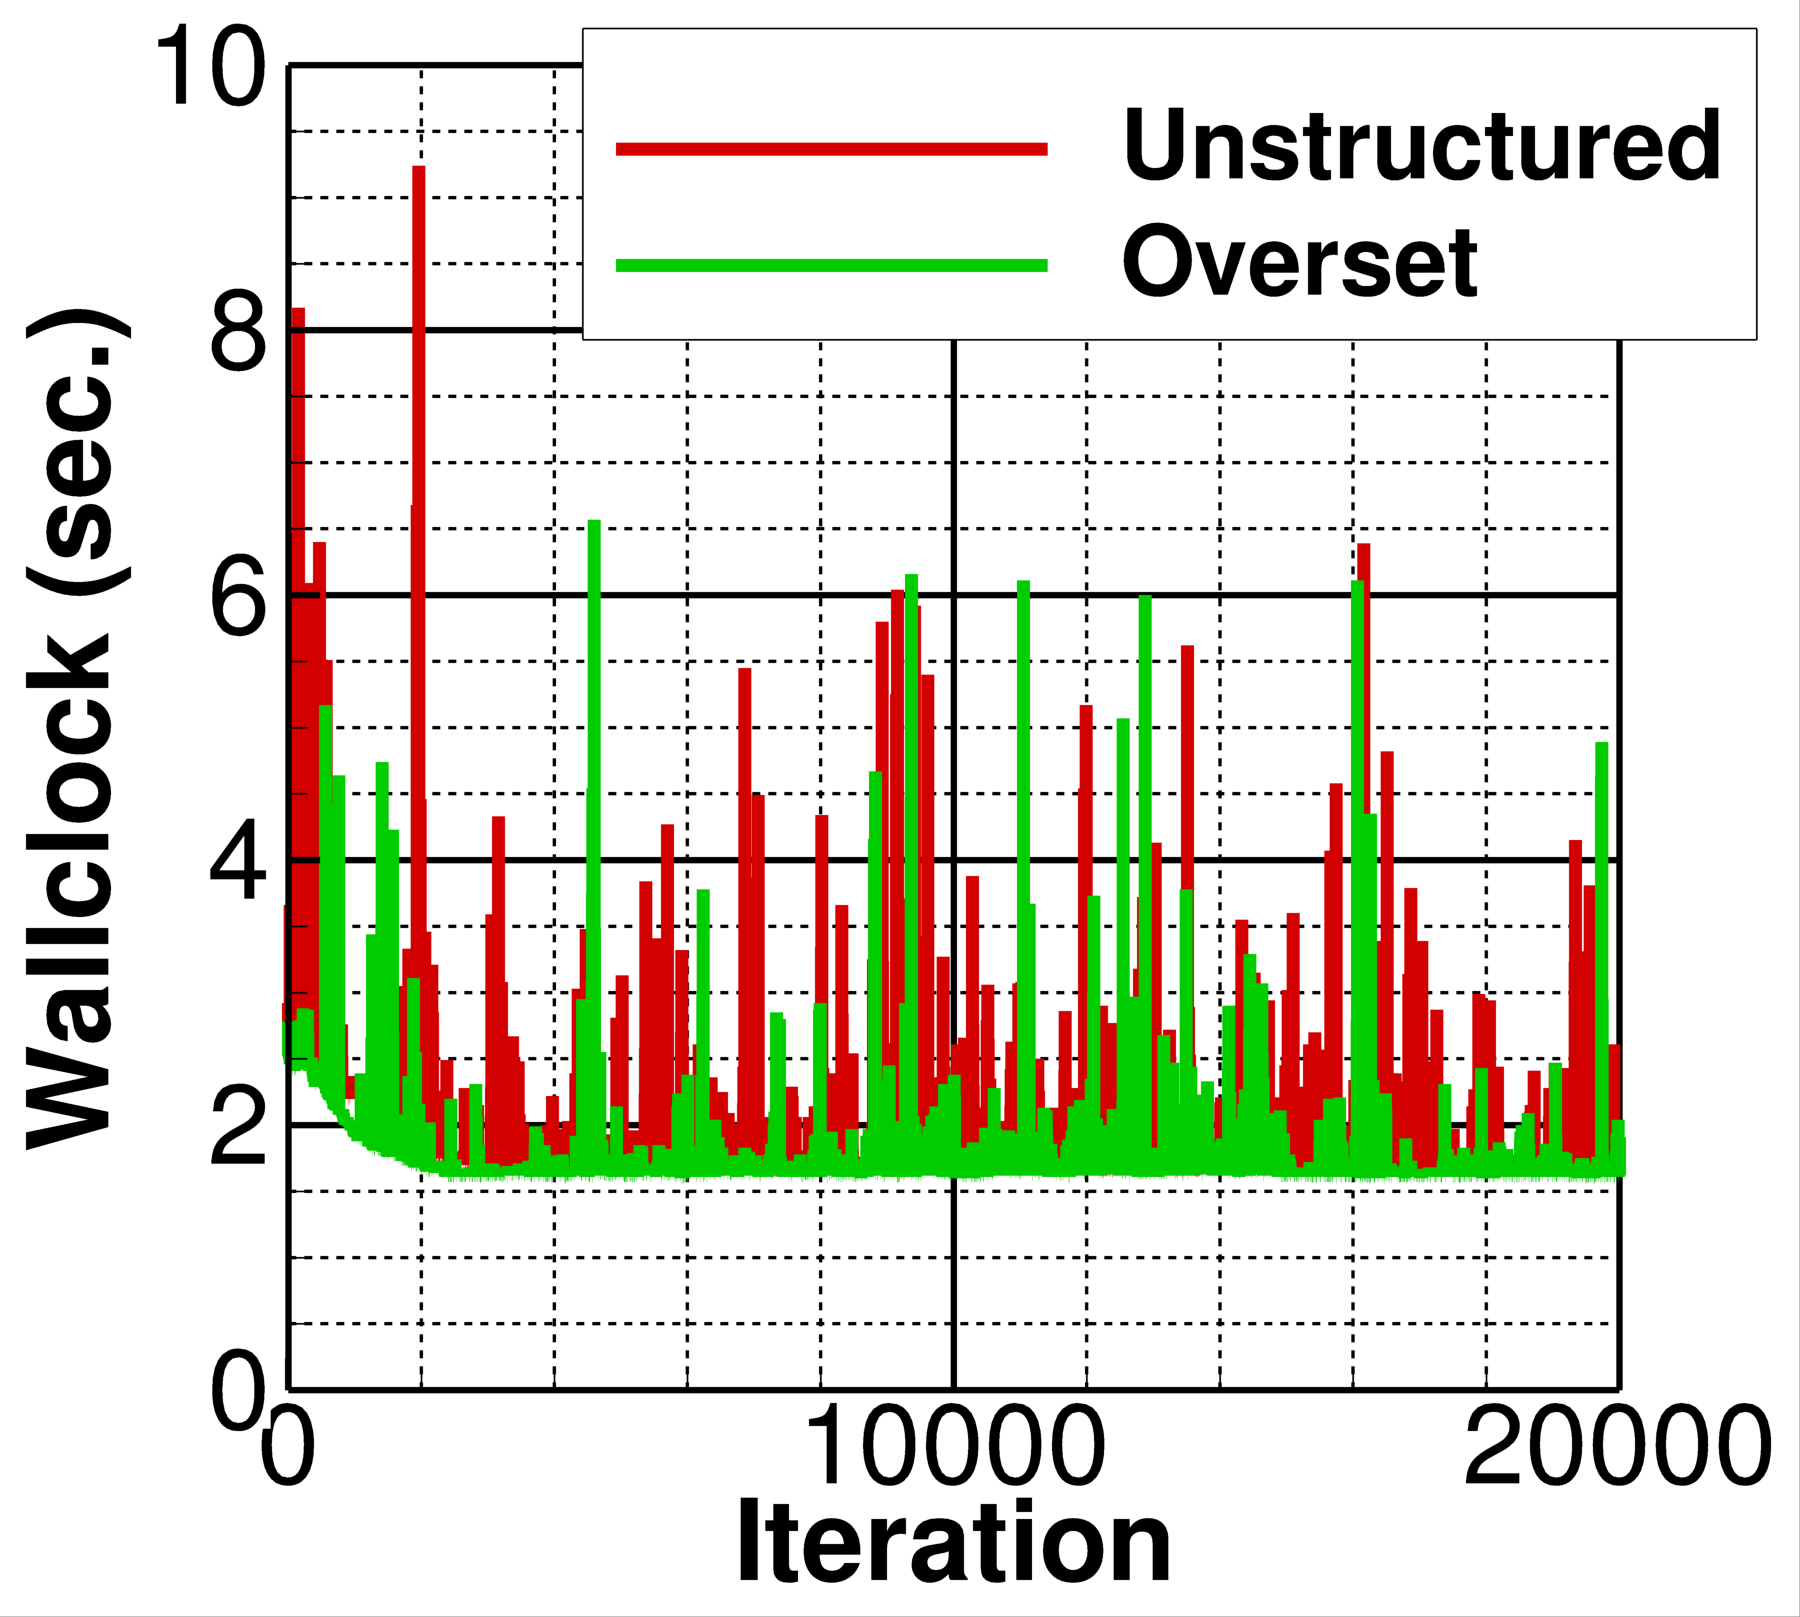 10
8
6
4
2
0
Wallclock (sec.)
Unstructured
Overset
0 10000 20000
Iteration